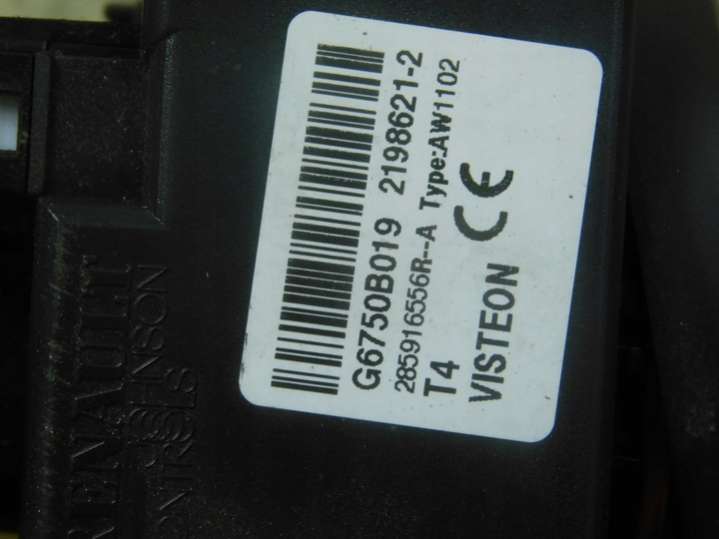 G6750B019 2198621-2
285916556R--A Type:AW1102
T4
VISTEON CE
RENAULT
JOHNSON
CONTROLS